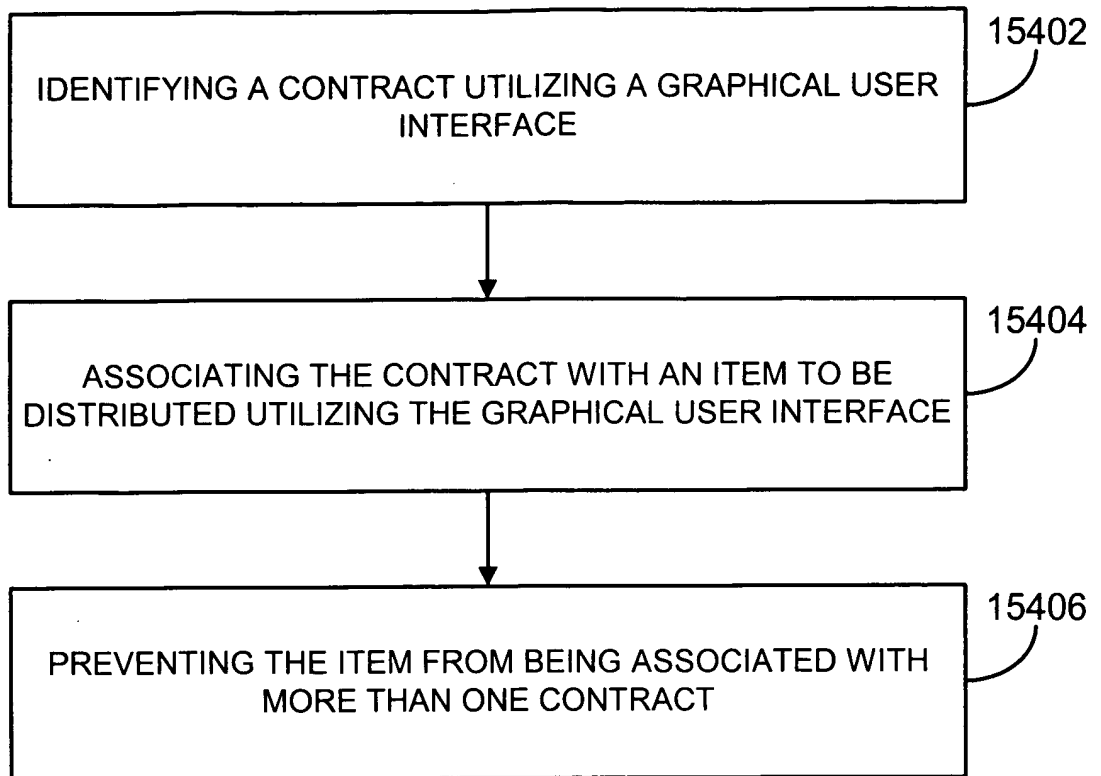 15402
IDENTIFYING A CONTRACT UTILIZING A GRAPHICAL USER
INTERFACE
15404
ASSOCIATING THE CONTRACT WITH AN ITEM TO BE
DISTRIBUTED UTILIZING THE GRAPHICAL USER INTERFACE
15406
PREVENTING THE ITEM FROM BEING ASSOCIATED WITH
MORE THAN ONE CONTRACT